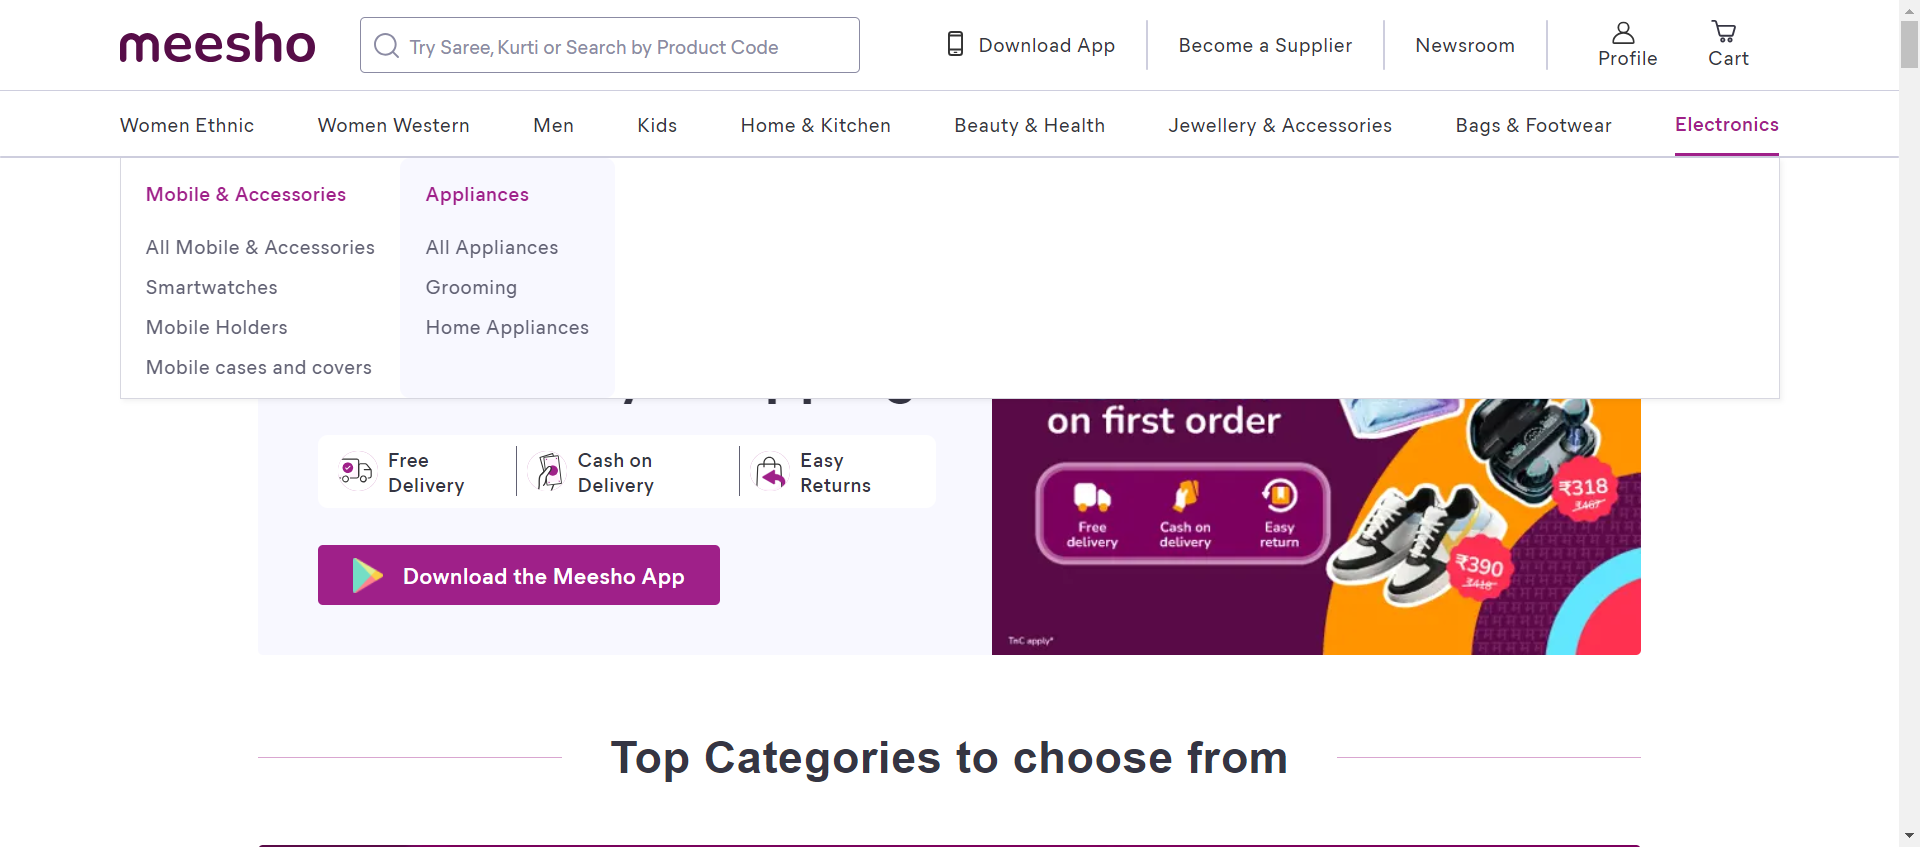 meesho
Try Saree, Kurti or Search by Product Code
Download App
Become a Supplier
Newsroom
Profile
Cart
Women Ethnic
Women Western
Men
Kids
Home & Kitchen
Beauty & Health
Jewellery & Accessories
Bags & Footwear
Electronics
Mobile & Accessories
All Mobile & Accessories
Smartwatches
Mobile Holders
Mobile cases and covers
Appliances
All Appliances
Grooming
Home Appliances
Free
Delivery
Cash on
Delivery
Easy
Returns
Download the Meesho App
on first order
Free
delivery
Cash on
delivery
Easy
return
₹318
₹390
TnC apply*
Top Categories to choose from